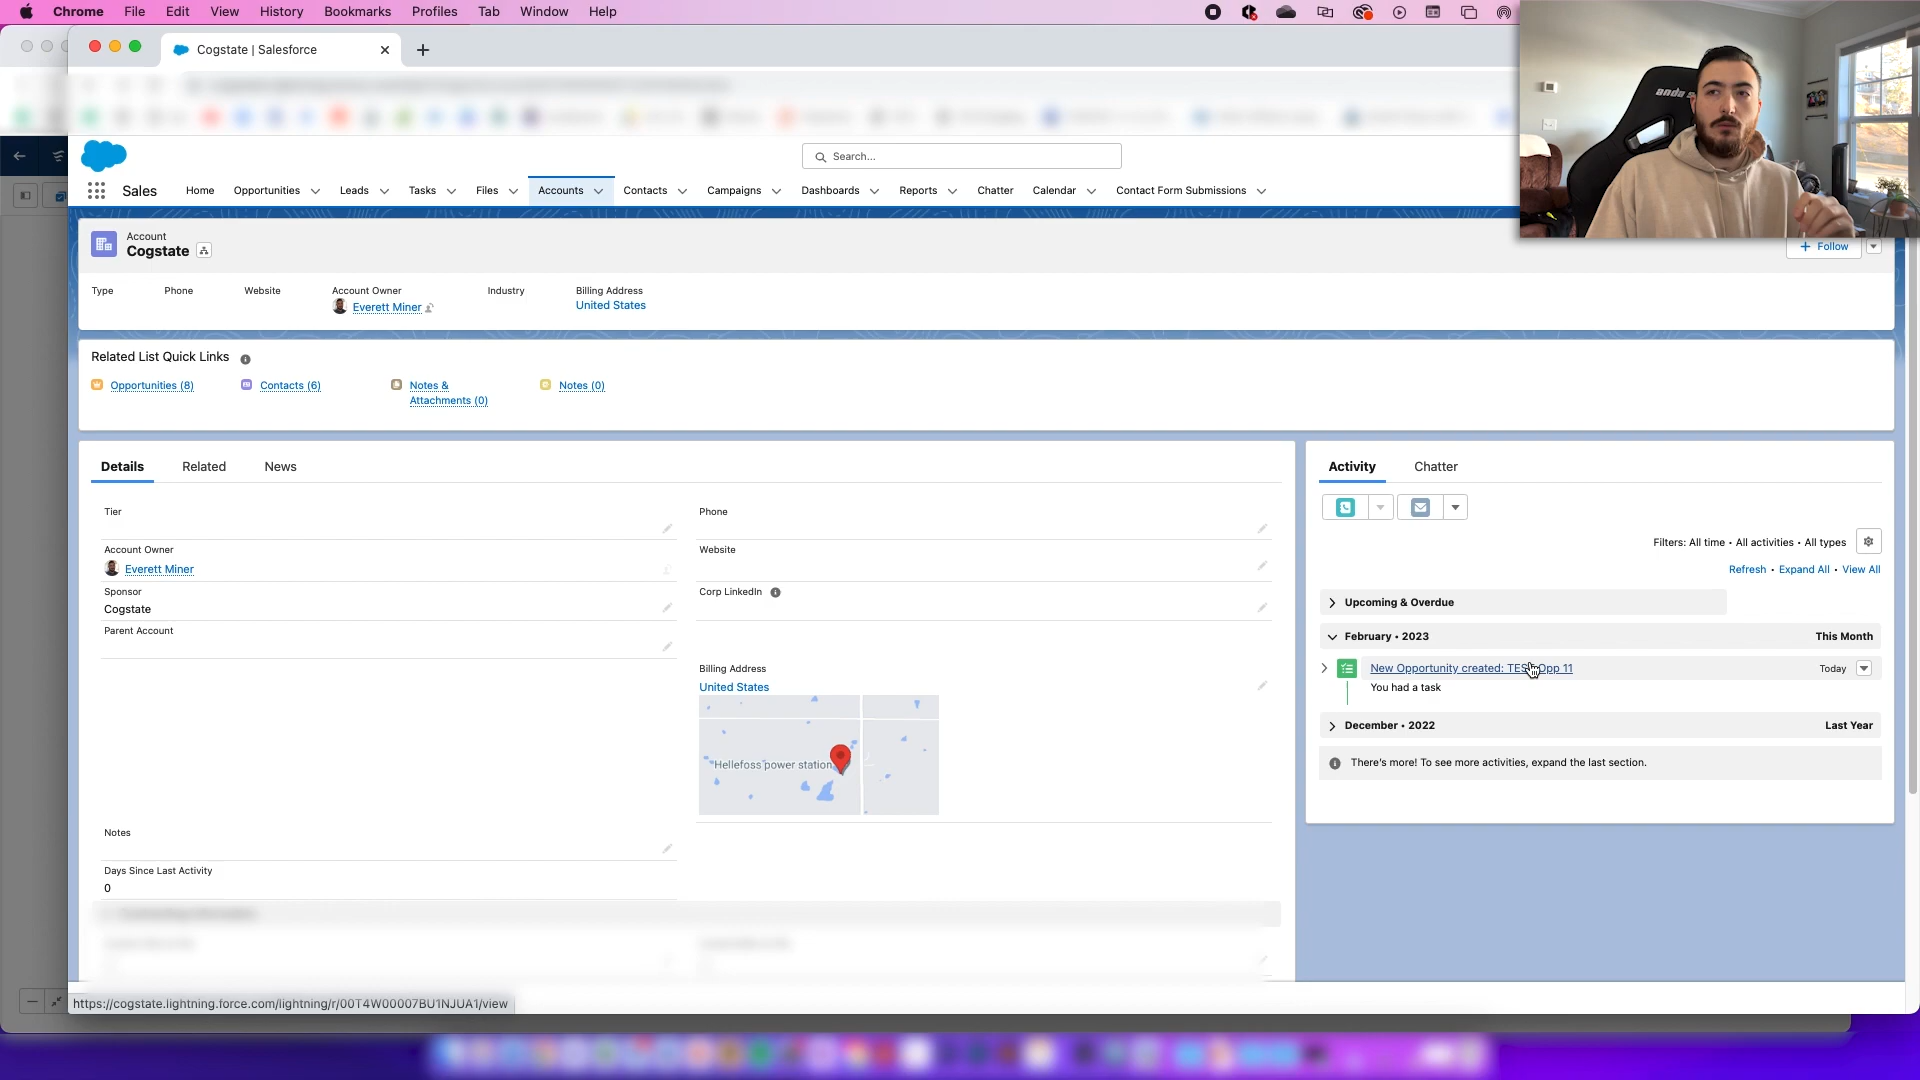 Chrome File Edit View History Bookmarks Profiles Tab Window Help
Cogstate | Salesforce
Search...
Sales Home Opportunities Leads Tasks Files Accounts Contacts Campaigns Dashboards Reports Chatter Calendar Contact Form Submissions
Account
Cogstate
Follow
Type Phone Website Account Owner Industry Billing Address
Everett Miner United States
Related List Quick Links
Opportunities (8) Contacts (6) Notes & Notes (0)
Attachments (0)
Details Related News
Tier Phone
Account Owner Website
Everett Miner
Sponsor Corp LinkedIn
Cogstate
Parent Account
Billing Address
United States
Hellefoss power station
Notes
Days Since Last Activity
0
Activity Chatter
Filters: All time • All activities • All types
Refresh • Expand All • View All
Upcoming & Overdue
February • 2023 This Month
New Opportunity created: Opp 11 Today
You had a task
December • 2022 Last Year
There's more! To see more activities, expand the last section.
https://cogstate.lightning.force.com/lightning/r/00T4W00007BU1NJUA1/view